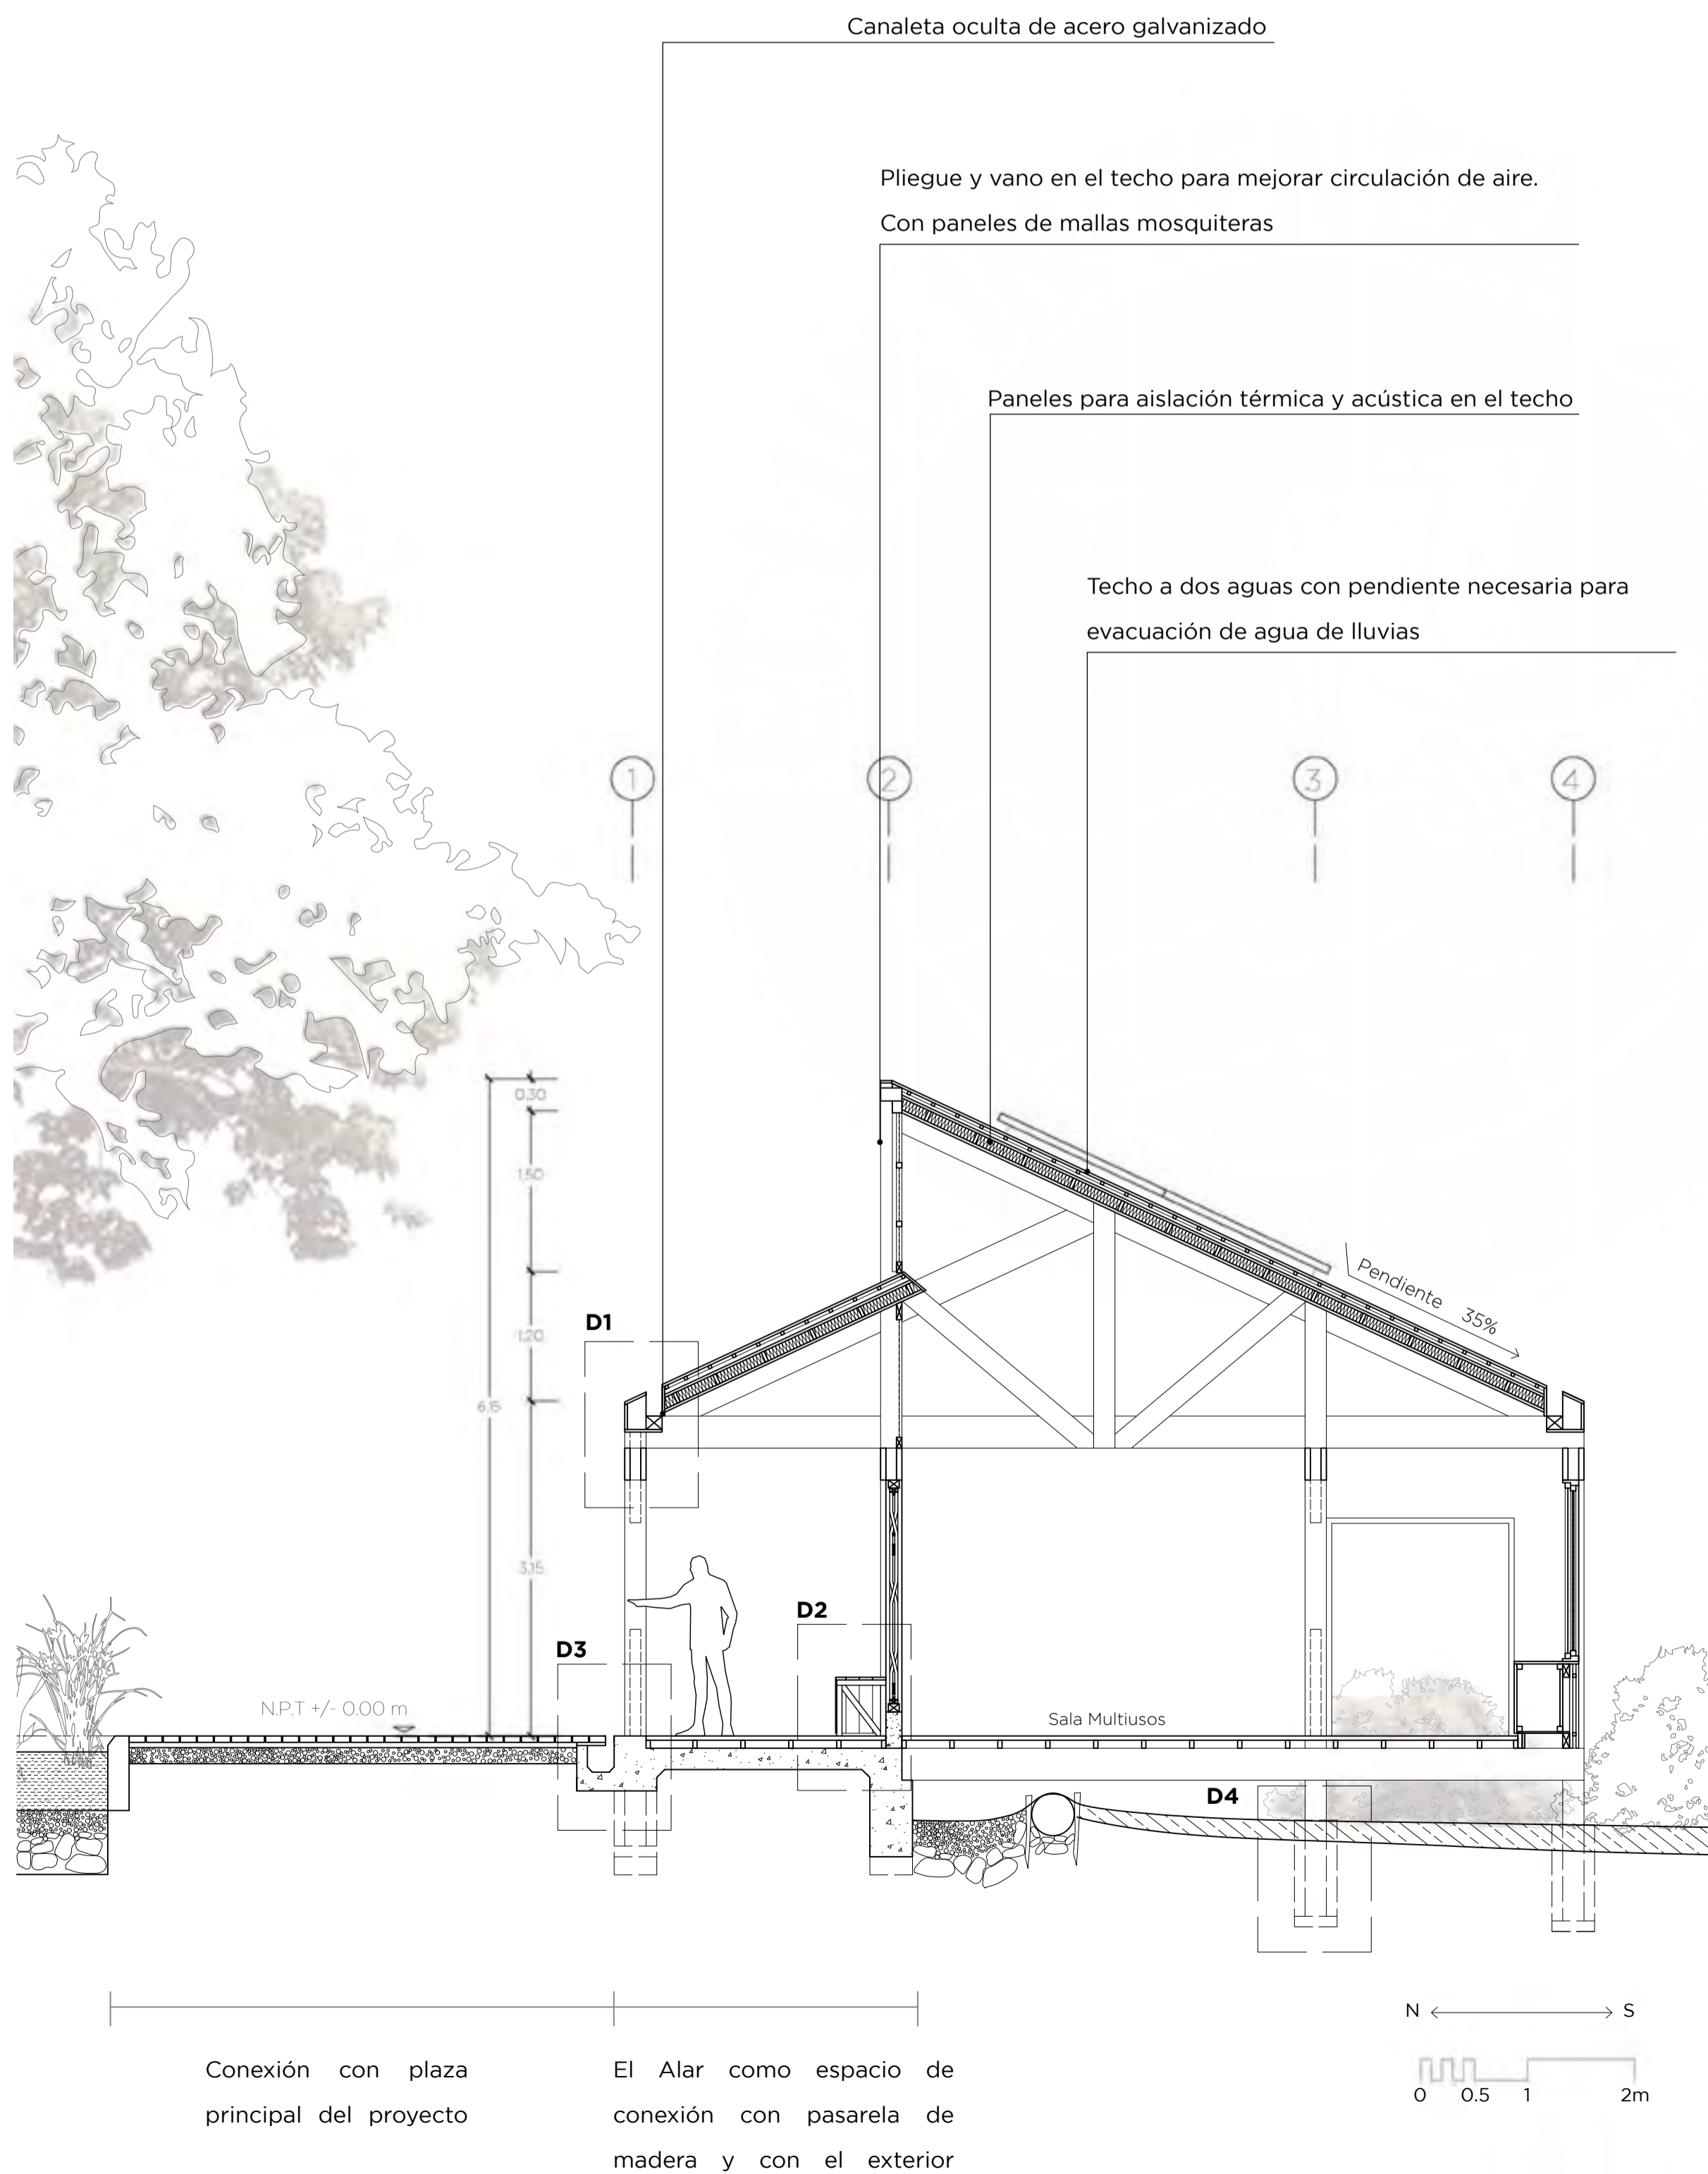 Canaleta oculta de acero galvanizado
Pliegue y vano en el techo para mejorar circulación de aire.
Con paneles de mallas mosquiteras
Paneles para aislación térmica y acústica en el techo
Techo a dos aguas con pendiente necesaria para
evacuación de agua de lluvias
1 2 3 4
0.30
1.50
Pendiente 35%
D1
1.20
6.15
3.15
D2
D3
N.P.T +/- 0.00 m
Sala Multiusos
D4
N S
0 0.5 1 2m
Conexión con plaza
principal del proyecto
El Alar como espacio de
conexión con pasarela de
madera y con el exterior